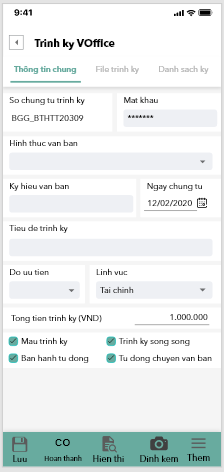 9:41
Trinh ky VOffice
Thông tin chung File trinh ky Danh sach ky
So chung tu trinh ky Mat khau
BGG_BTHTT20309 *******
Hinh thuc van ban
Ky hieu van ban Ngay chung tu
12/02/2020
Tieu de trinh ky
Do uu tien Linh vuc
Tai chinh
Tong tien trinh ky (VND) 1.000.000
Mau trinh ky Trinh ky song song
Ban hanh tu dong Tu dong chuyen van ban
CO
Luu Hoan thanh Hien thi Dinh kem Them